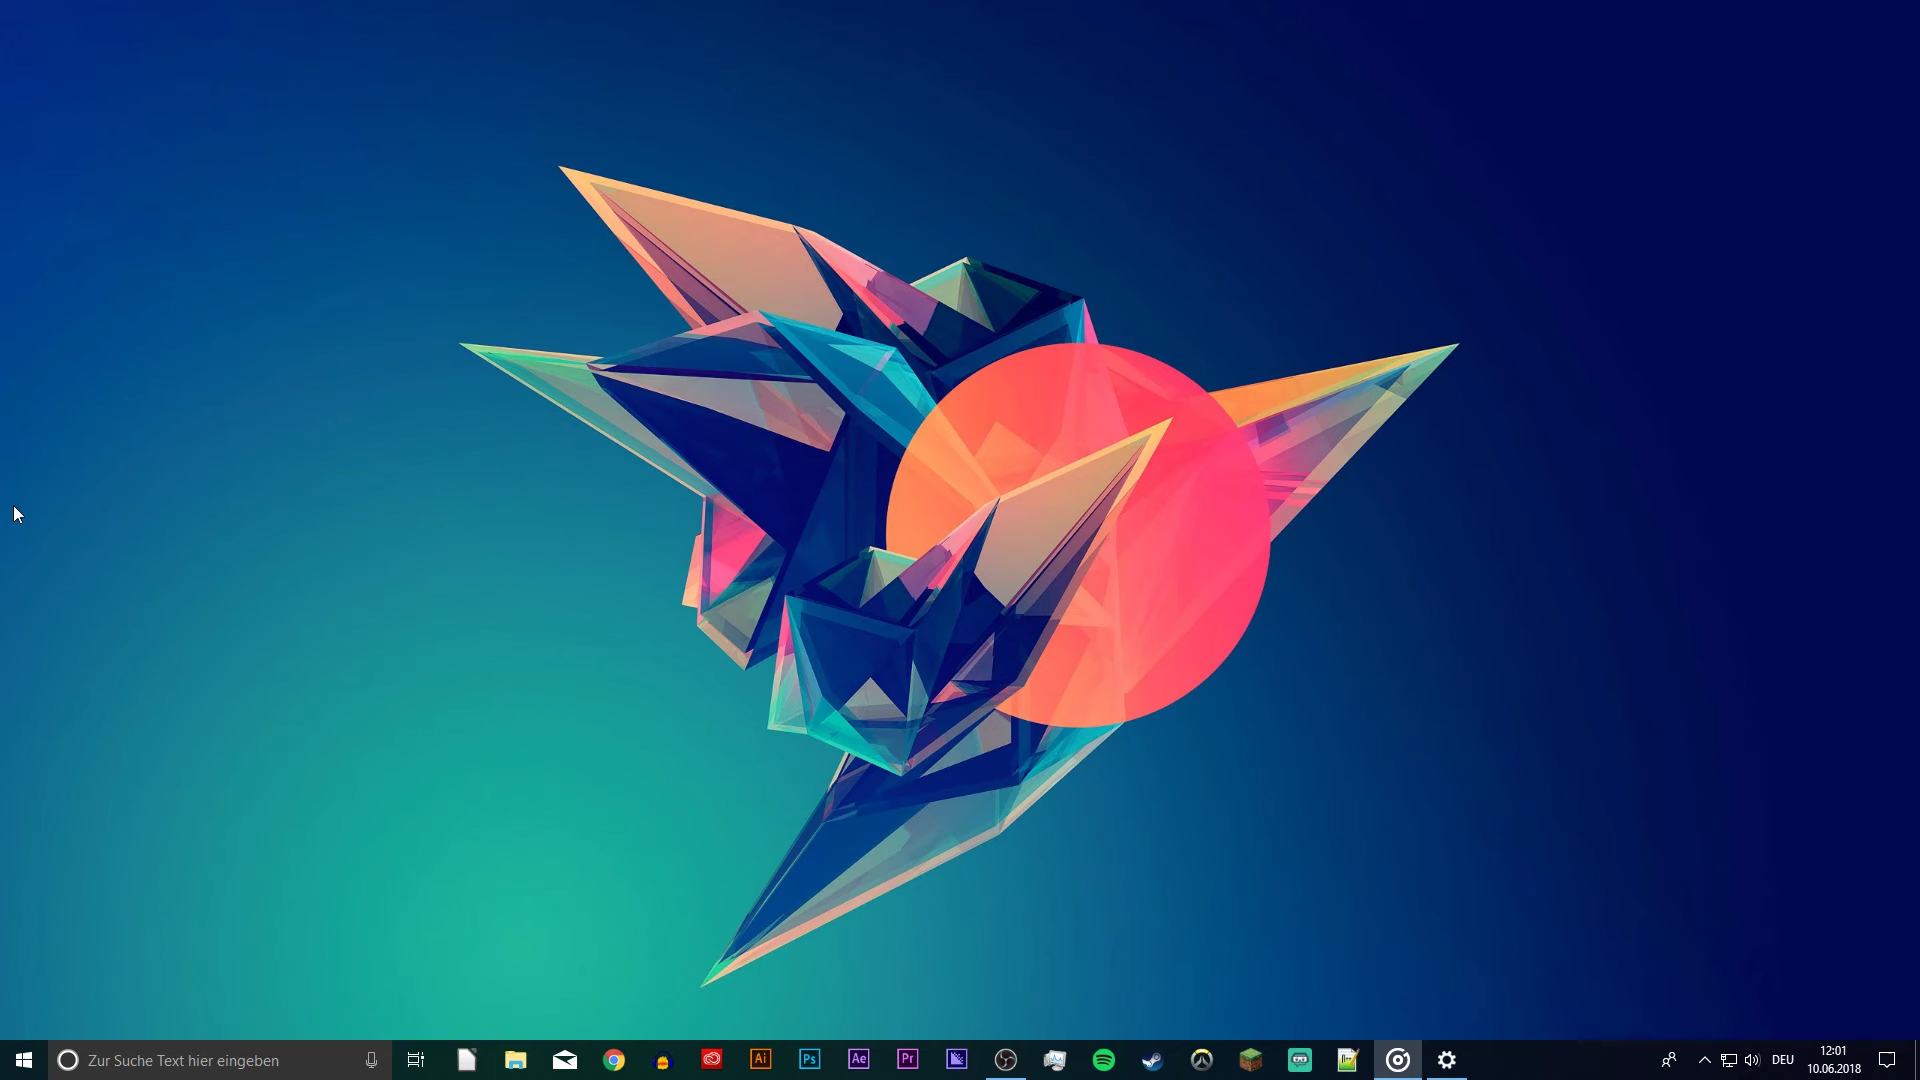 Zur Suche Text hier eingeben
Ai
Ps
Ae
Pr
DEU
12:01
10.06.2018